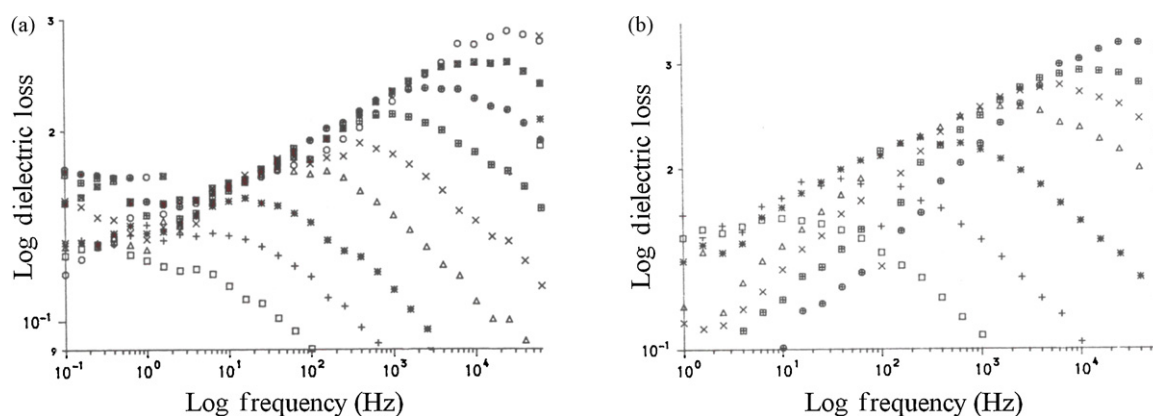 (a)
3
2
10⁻¹
9
Log dielectric loss
10⁻¹ 10⁰ 10¹ 10² 10³ 10⁴
Log frequency (Hz)
(b)
3
2
10⁻¹
Log dielectric loss
10⁰ 10¹ 10² 10³ 10⁴
Log frequency (Hz)